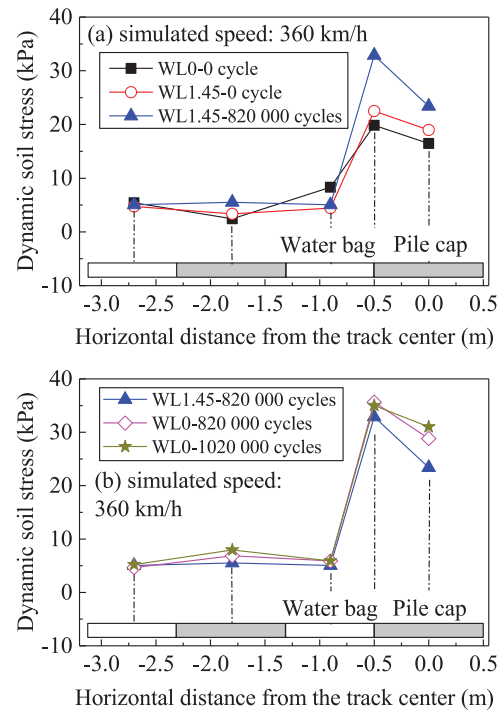 (a) simulated speed: 360 km/h
WL0-0 cycle
WL1.45-0 cycle
WL1.45-820 000 cycles
Dynamic soil stress (kPa)
40
30
20
10
0
-10
Water bag
Pile cap
-3.0 -2.5 -2.0 -1.5 -1.0 -0.5 0.0 0.5
Horizontal distance from the track center (m)
WL1.45-820 000 cycles
WL0-820 000 cycles
WL0-1020 000 cycles
(b) simulated speed:
360 km/h
Dynamic soil stress (kPa)
40
30
20
10
0
-10
Water bag
Pile cap
-3.0 -2.5 -2.0 -1.5 -1.0 -0.5 0.0 0.5
Horizontal distance from the track center (m)